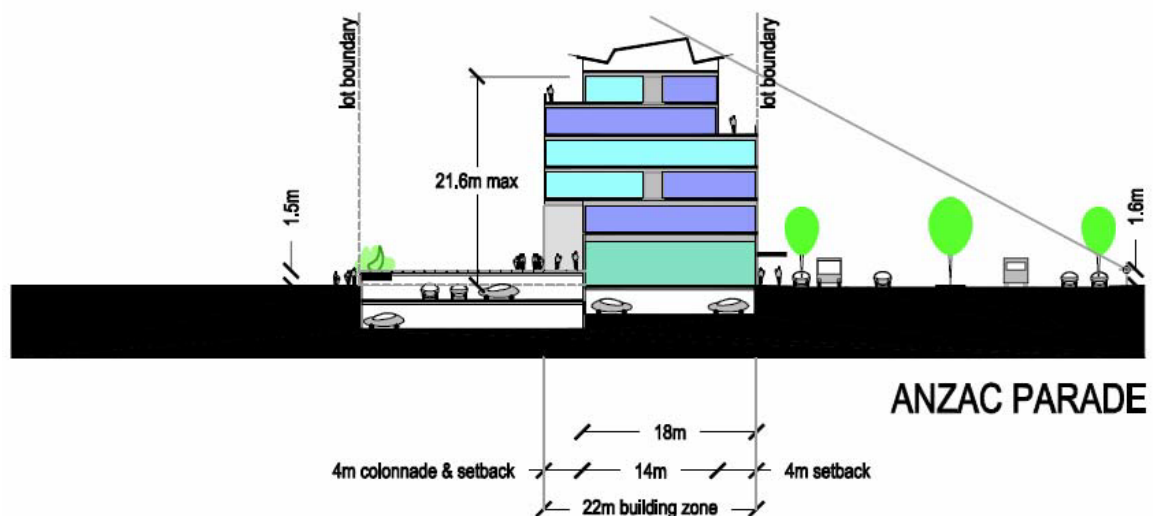 lot boundary
lot boundary
21.6m max
1.5m
1.6m
ANZAC PARADE
18m
4m colonnade & setback
14m
4m setback
22m building zone